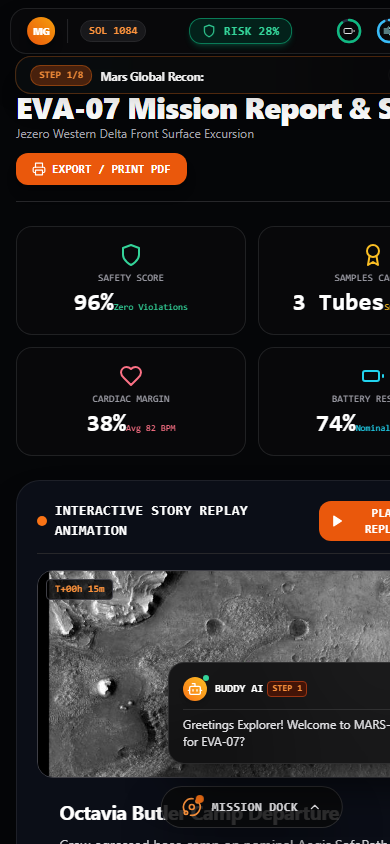 MG
SOL 1084
RISK 28%
STEP 1/8
Mars Global Recon:
EVA-07 Mission Report & S
Jezero Western Delta Front Surface Excursion
EXPORT / PRINT PDF
SAFETY SCORE
96% Zero Violations
SAMPLES CA
3 Tubes
CARDIAC MARGIN
38% Avg 82 BPM
BATTERY RES
74% Nominal
INTERACTIVE STORY REPLAY
ANIMATION
PLA
REPL
T+00h 15m
BUDDY AI
STEP 1
Greetings Explorer! Welcome to MARS-
for EVA-07?
MISSION DOCK
Octavia Butler Camp Departure